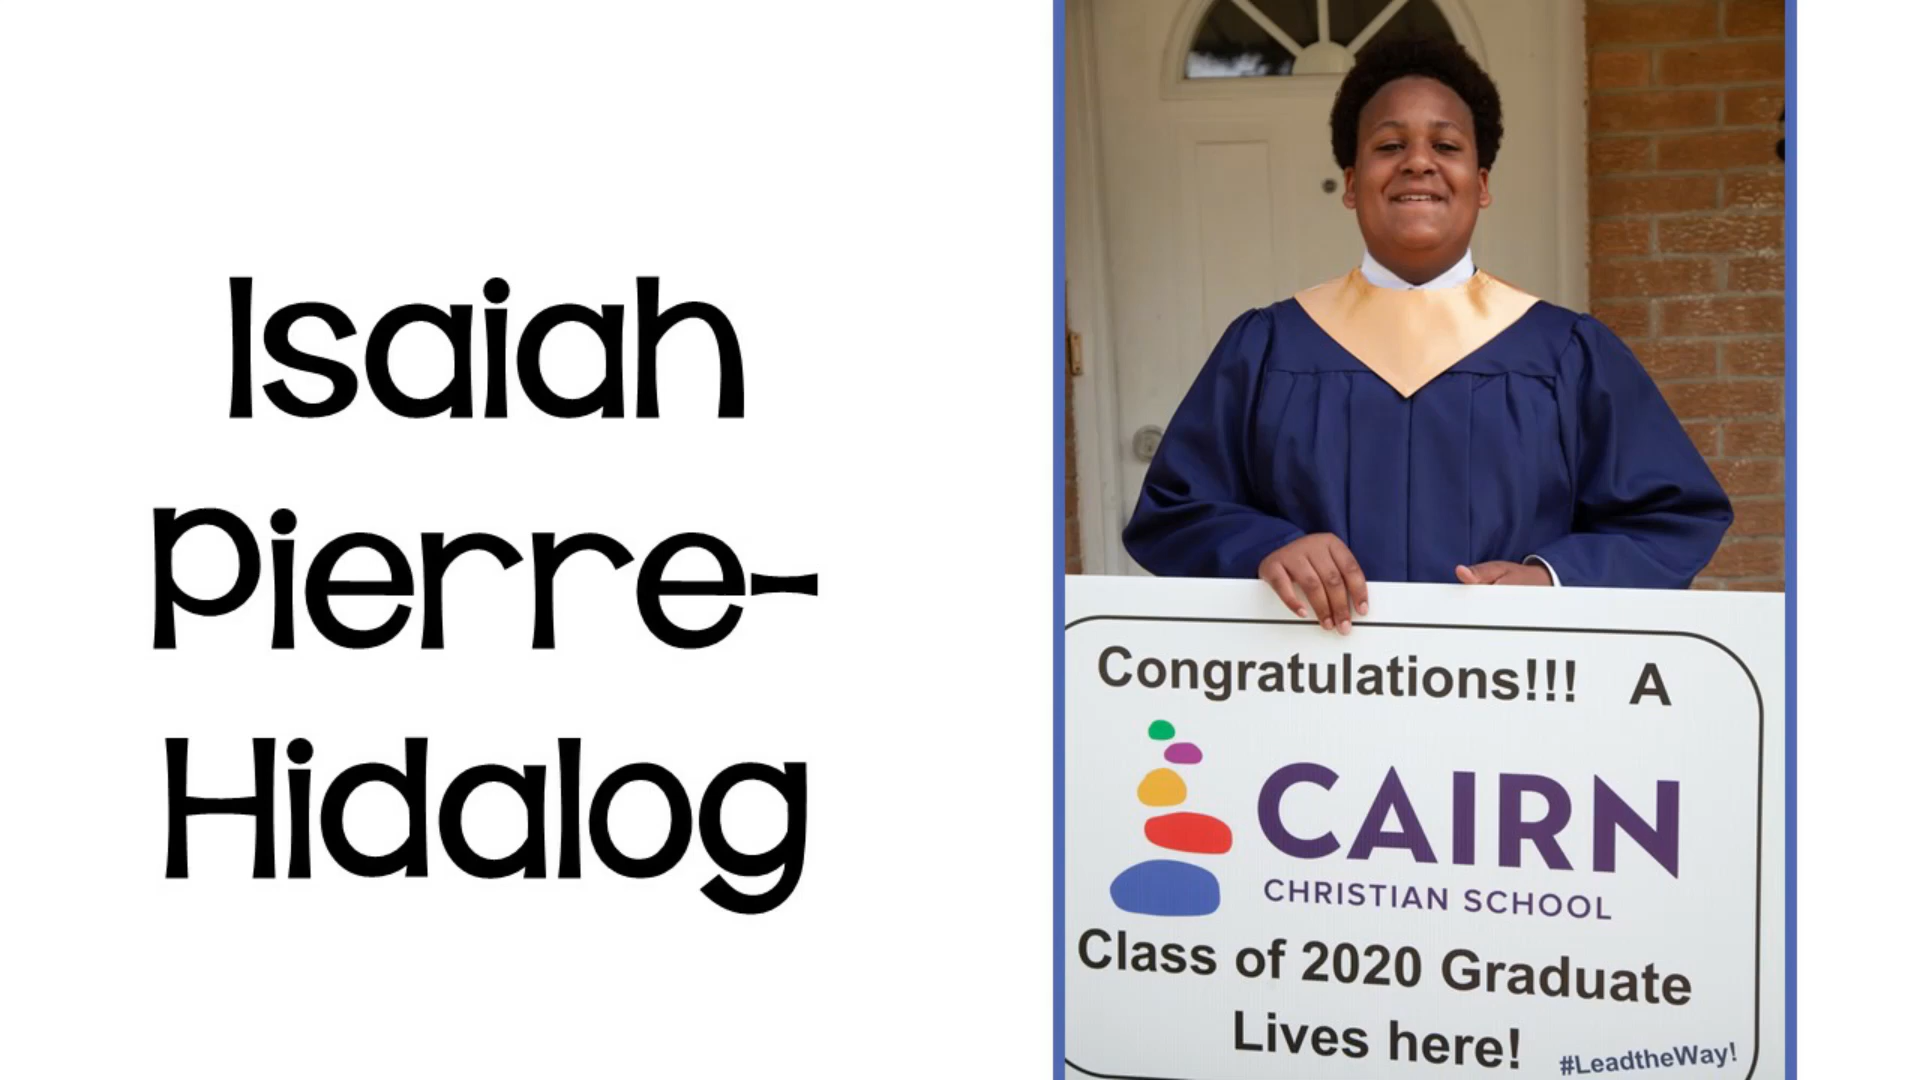 Isaiah
Pierre-
Hidalog
Congratulations!!! A
CAIRN
CHRISTIAN SCHOOL
Class of 2020 Graduate
Lives here!
#LeadtheWay!